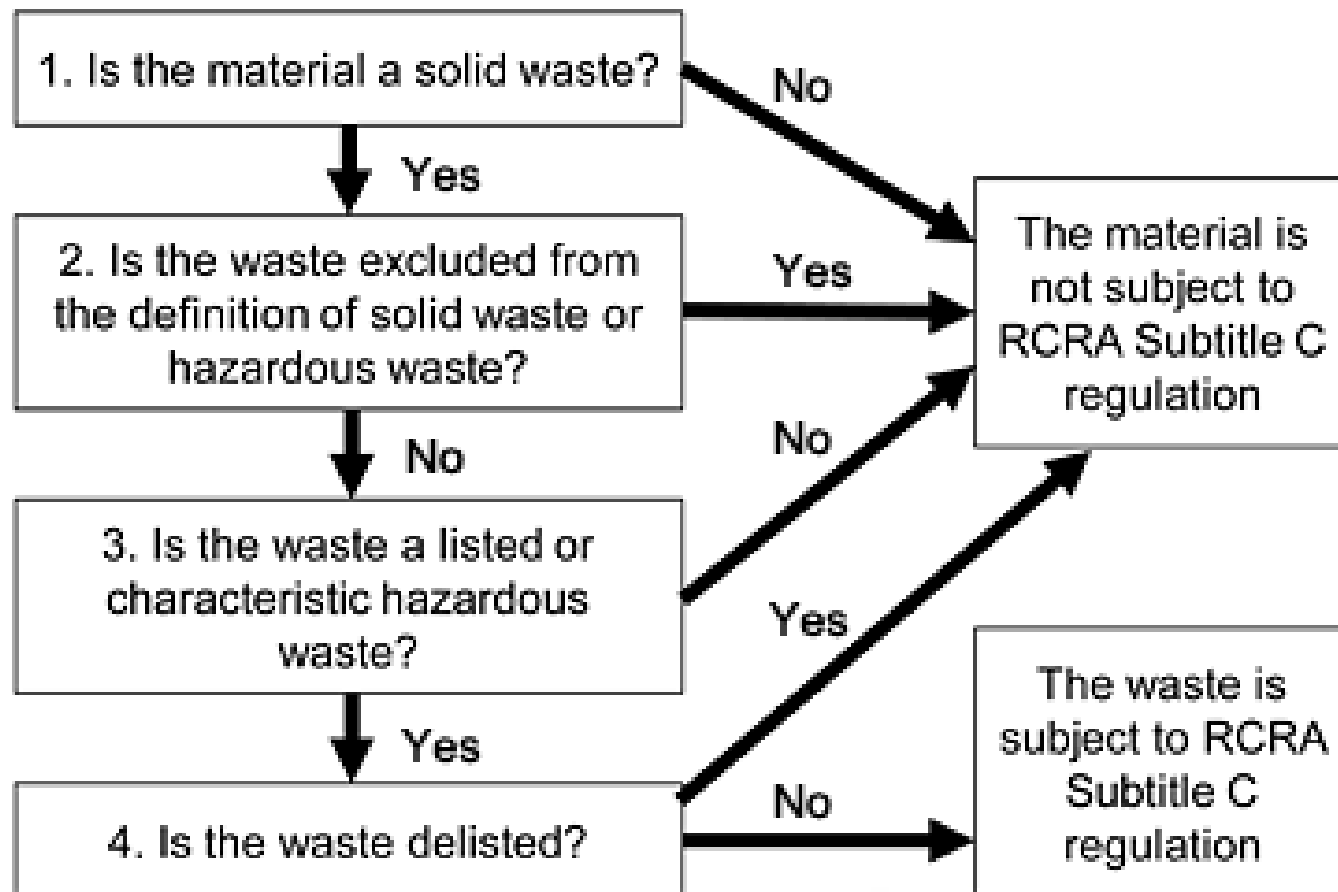 1. Is the material a solid waste?
No
Yes
2. Is the waste excluded from
the definition of solid waste or
hazardous waste?
Yes
The material is
not subject to
RCRA Subtitle C
regulation
No
No
3. Is the waste a listed or
characteristic hazardous
waste?
Yes
Yes
4. Is the waste delisted?
No
The waste is
subject to RCRA
Subtitle C
regulation